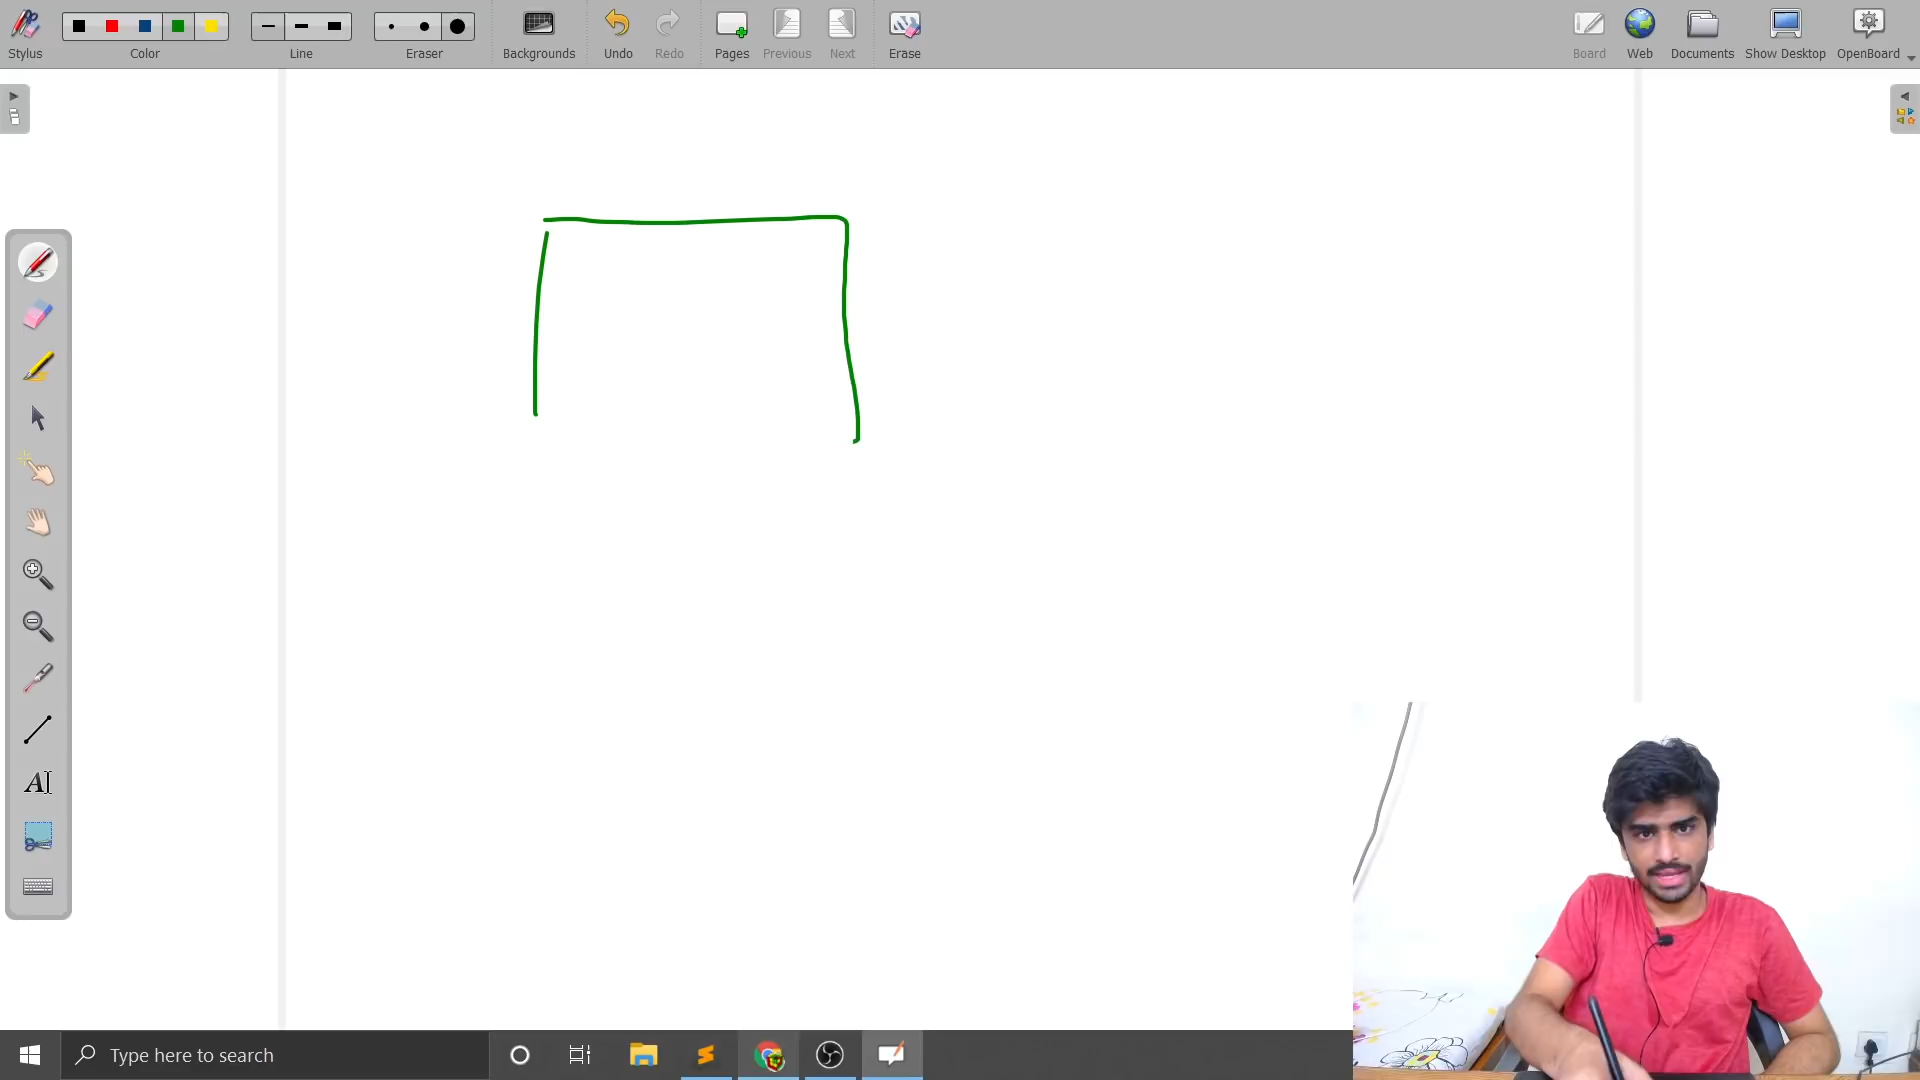 Stylus
Color
Line
Eraser
Backgrounds
Undo
Redo
Pages
Previous
Next
Erase
Board
Web
Documents
Show Desktop
OpenBoard
AI
Type here to search